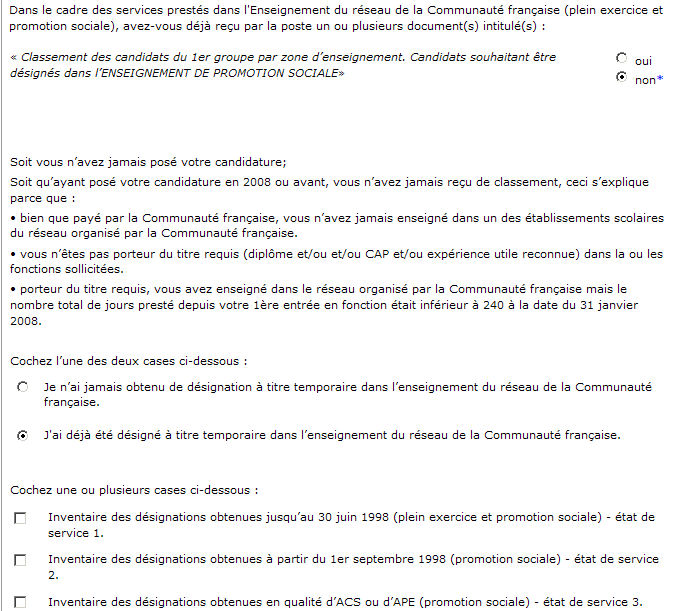 Dans le cadre des services prestés dans l'Enseignement du réseau de la Communauté française (plein exercice et
promotion sociale), avez-vous déjà reçu par la poste un ou plusieurs document(s) intitulé(s) :
« Classement des candidats du 1er groupe par zone d'enseignement. Candidats souhaitant être
désignés dans l'ENSEIGNEMENT DE PROMOTION SOCIALE»
oui
non*
Soit vous n'avez jamais posé votre candidature;
Soit qu'ayant posé votre candidature en 2008 ou avant, vous n'avez jamais reçu de classement, ceci s'explique
parce que :
• bien que payé par la Communauté française, vous n'avez jamais enseigné dans un des établissements scolaires
du réseau organisé par la Communauté française.
• vous n'êtes pas porteur du titre requis (diplôme et/ou et/ou CAP et/ou expérience utile reconnue) dans la ou les
fonctions sollicitées.
• porteur du titre requis, vous avez enseigné dans le réseau organisé par la Communauté française mais le
nombre total de jours presté depuis votre 1ère entrée en fonction était inférieur à 240 à la date du 31 janvier
2008.
Cochez l'une des deux cases ci-dessous :
Je n'ai jamais obtenu de désignation à titre temporaire dans l'enseignement du réseau de la Communauté
française.
J'ai déjà été désigné à titre temporaire dans l'enseignement du réseau de la Communauté française.
Cochez une ou plusieurs cases ci-dessous :
Inventaire des désignations obtenues jusqu'au 30 juin 1998 (plein exercice et promotion sociale) - état de
service 1.
Inventaire des désignations obtenues à partir du 1er septembre 1998 (promotion sociale) - état de service
2.
Inventaire des désignations obtenues en qualité d'ACS ou d'APE (promotion sociale) - état de service 3.